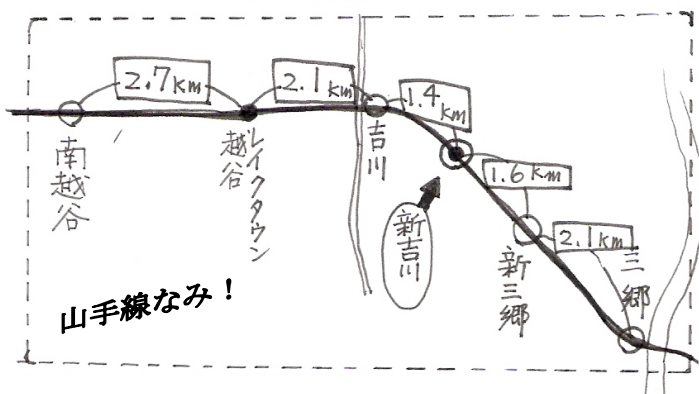 2.7Km
2.1Km
1.4Km
1.6Km
2.1Km
南越谷
越谷レイクタウン
吉川
新吉川
新三郷
三郷
山手線なみ！